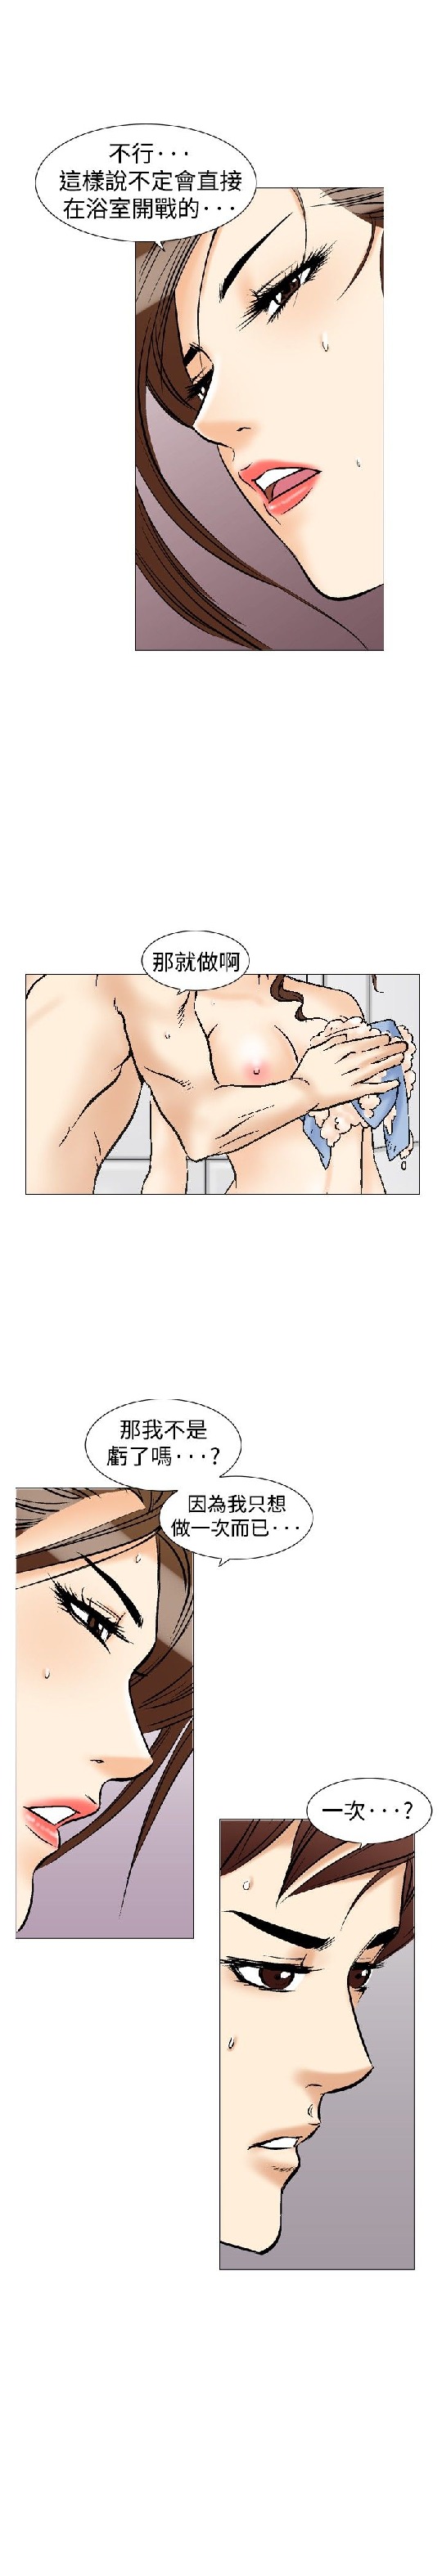 不行···
這樣說不定會直接
在浴室開戰的···
那就做啊
那我不是
虧了嗎···?
因為我只想
做一次而已···
一次···?